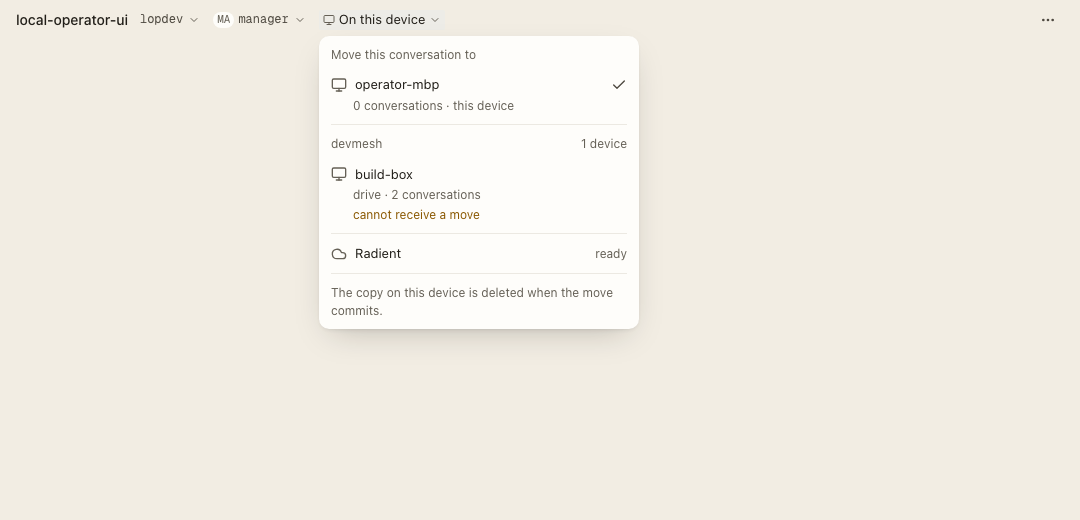 local-operator-ui lopdev MA manager On this device
Move this conversation to
operator-mbp
0 conversations · this device
devmesh 1 device
build-box
drive · 2 conversations
cannot receive a move
Radient ready
The copy on this device is deleted when the move
commits.